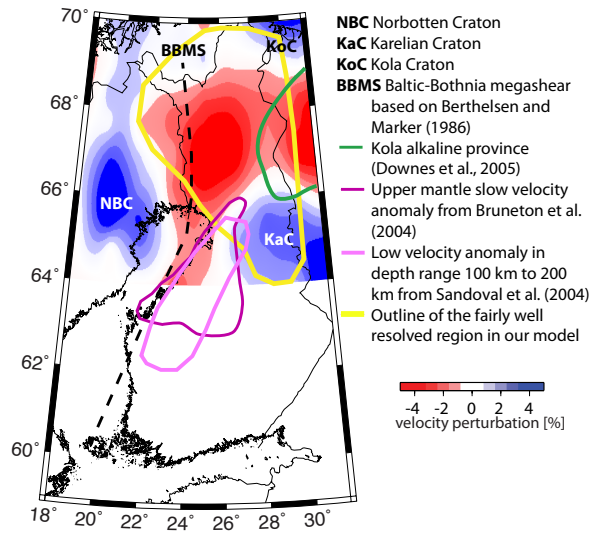 70˚
68˚
66˚
64˚
62˚
60˚
18˚
20˚
22˚
24˚
26˚
28˚
30˚
BBMS
KoC
NBC
KaC
NBC Norbotten Craton
KaC Karelian Craton
KoC Kola Craton
BBMS Baltic-Bothnia megashear
based on Berthelsen and
Marker (1986)
Kola alkaline province
(Downes et al., 2005)
Upper mantle slow velocity
anomaly from Bruneton et al.
(2004)
Low velocity anomaly in
depth range 100 km to 200
km from Sandoval et al. (2004)
Outline of the fairly well
resolved region in our model
-4 -2 0 2 4
velocity perturbation [%]